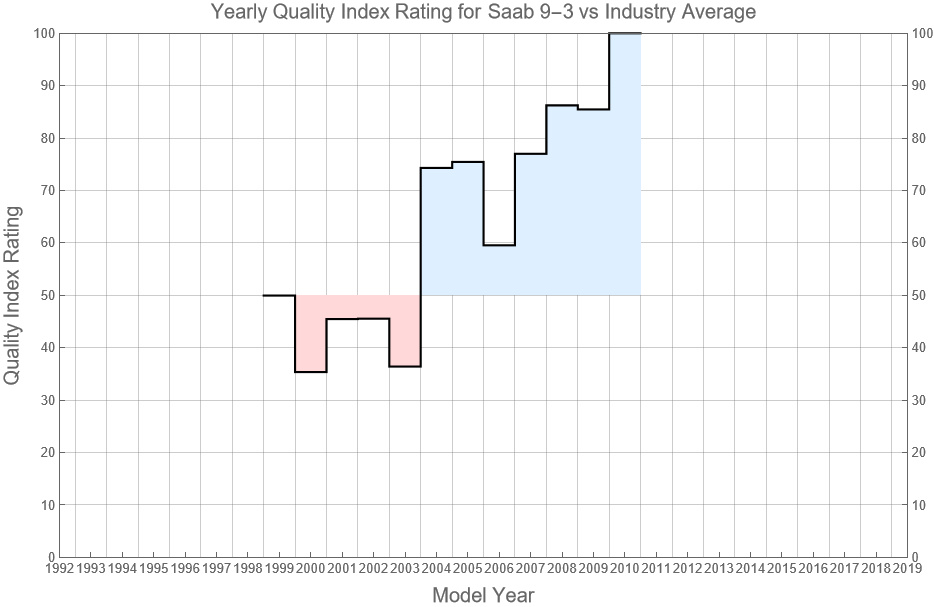 Yearly Quality Index Rating for Saab 9–3 vs Industry Average
100 100
90 90
80 80
70 70
60 60
50 50
40 40
30 30
20 20
10 10
0 0
Quality Index Rating
1992 1993 1994 1995 1996 1997 1998 1999 2000 2001 2002 2003 2004 2005 2006 2007 2008 2009 2010 2011 2012 2013 2014 2015 2016 2017 2018 2019
Model Year